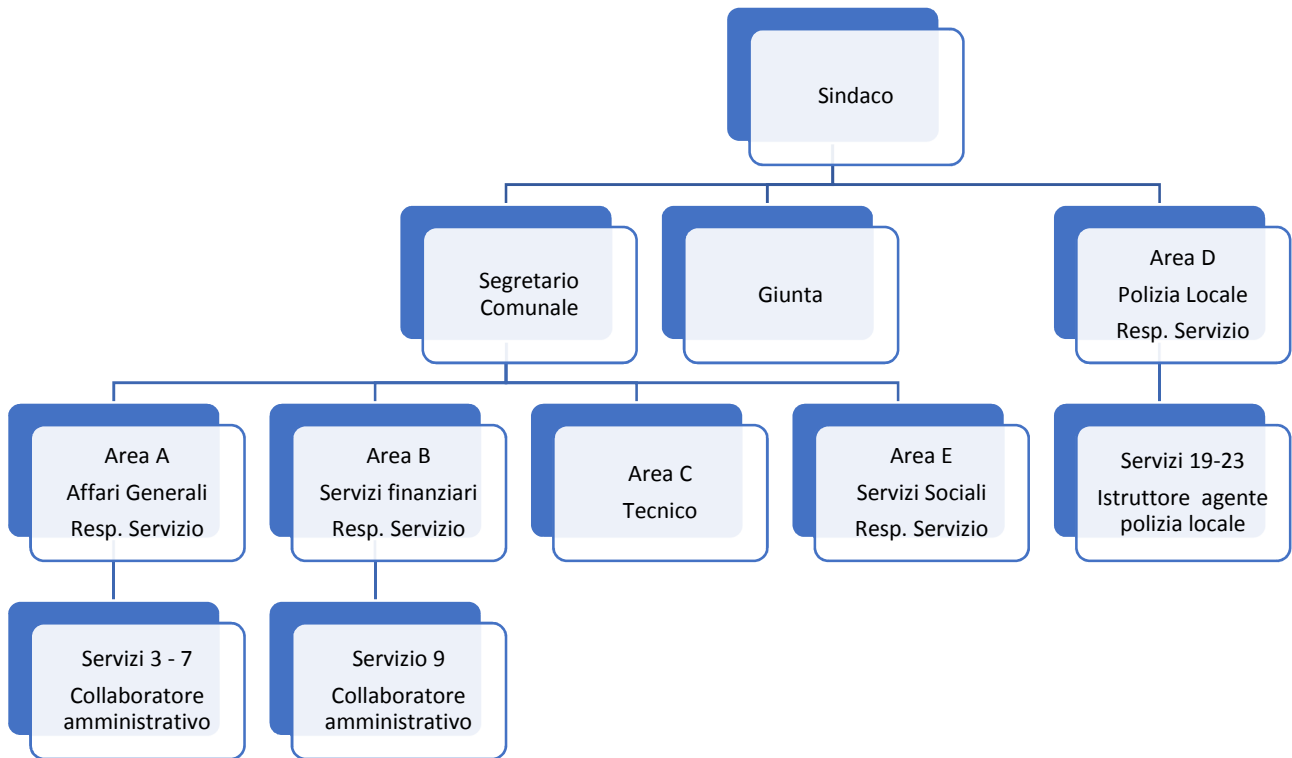 Sindaco
Segretario
Comunale
Giunta
Area D
Polizia Locale
Resp. Servizio
Area A
Affari Generali
Resp. Servizio
Area B
Servizi finanziari
Resp. Servizio
Area C
Tecnico
Area E
Servizi Sociali
Resp. Servizio
Servizi 19-23
Istruttore agente
polizia locale
Servizi 3 - 7
Collaboratore
amministrativo
Servizio 9
Collaboratore
amministrativo